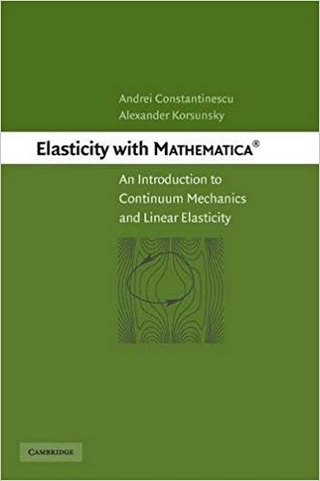 Andrei Constantinescu
Alexander Korsunsky
Elasticity with MATHEMATICA®
An Introduction to
Continuum Mechanics
and Linear Elasticity
CAMBRIDGE